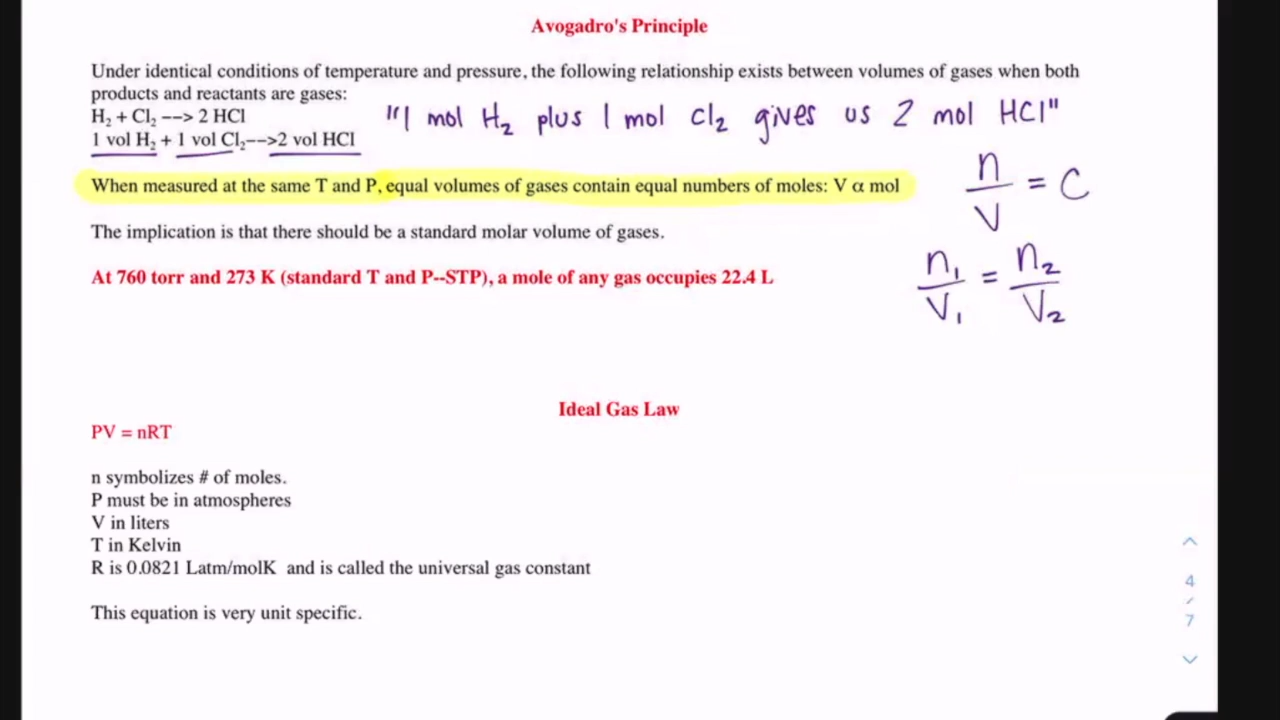 Avogadro's Principle
Under identical conditions of temperature and pressure, the following relationship exists between volumes of gases when both
products and reactants are gases:
H₂ + Cl₂ --> 2 HCl
"1 mol H₂ plus 1 mol Cl₂ gives us 2 mol HCl"
1 vol H₂ + 1 vol Cl₂-->2 vol HCl
When measured at the same T and P, equal volumes of gases contain equal numbers of moles: V α mol
n/V = C
The implication is that there should be a standard molar volume of gases.
At 760 torr and 273 K (standard T and P--STP), a mole of any gas occupies 22.4 L
n₁/V₁ = n₂/V₂
Ideal Gas Law
PV = nRT
n symbolizes # of moles.
P must be in atmospheres
V in liters
T in Kelvin
R is 0.0821 Latm/molK and is called the universal gas constant
This equation is very unit specific.
4
/
7